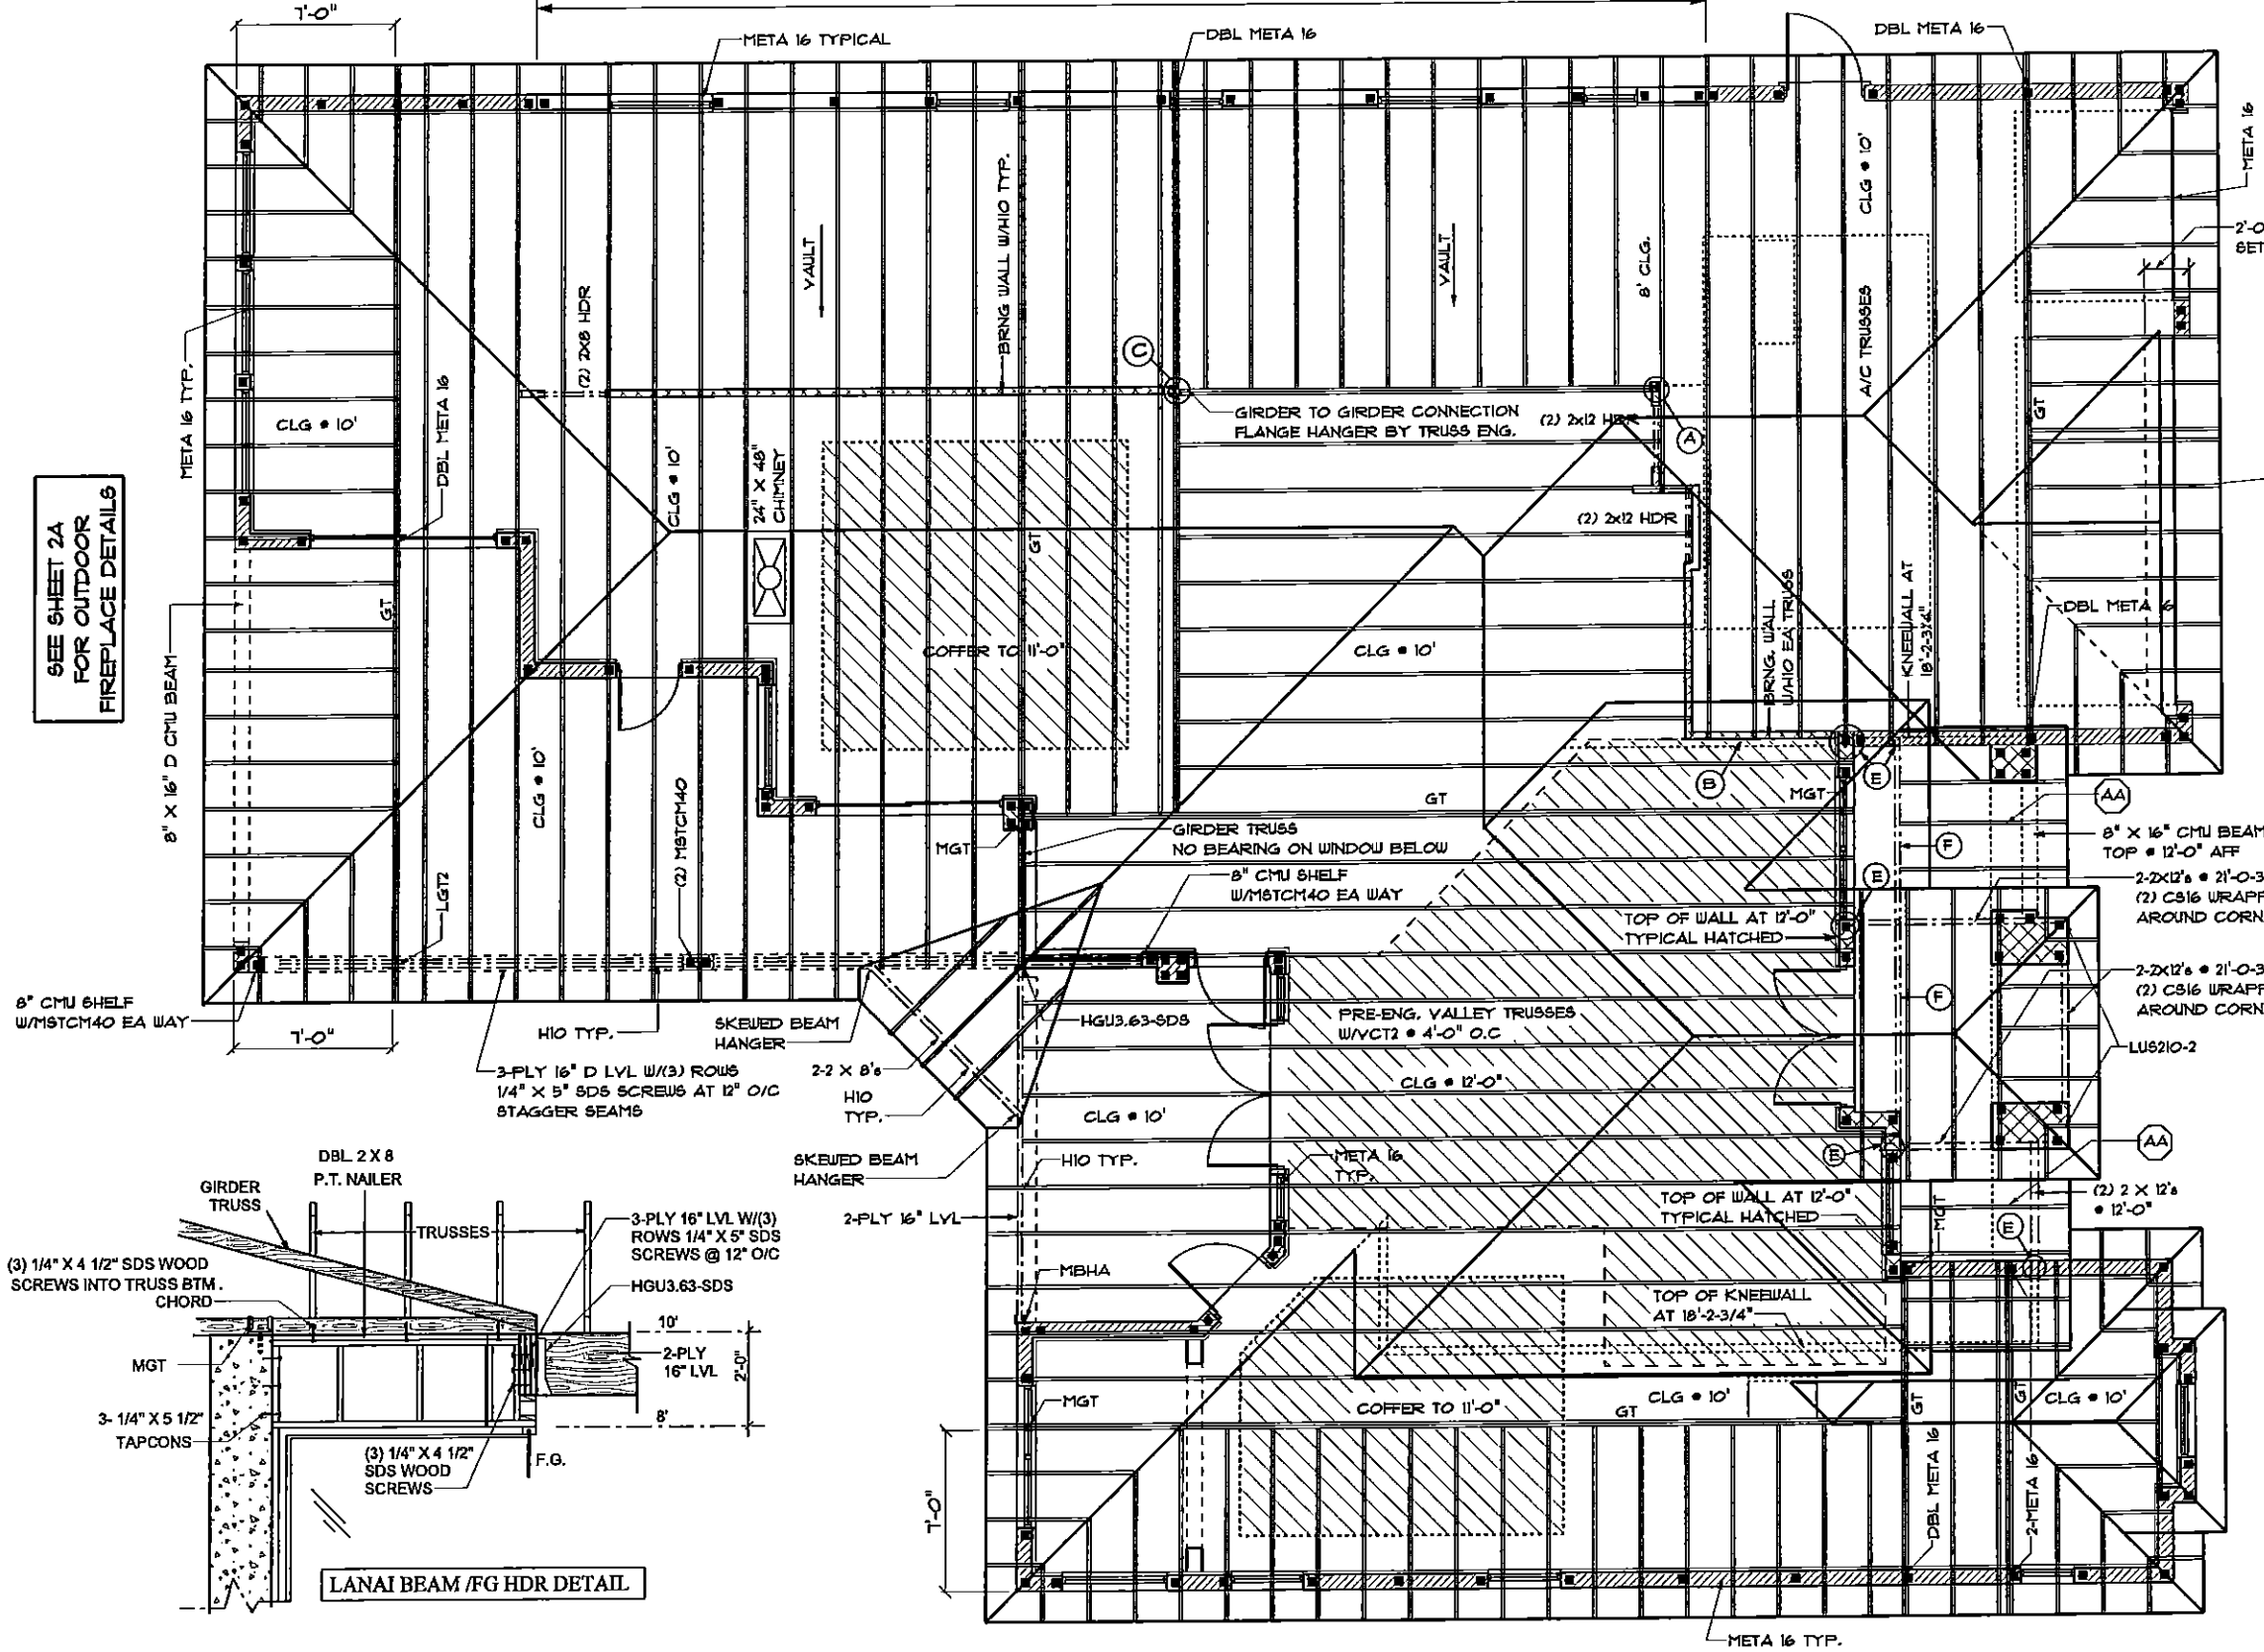 7'-0"
META 16 TYPICAL
DBL META 16
DBL META 16
META 16
2'-0
SET
CLG @ 10'
VAULT
BRNG WALL W/H10 TYP.
VAULT
8' CLG.
A/C TRUSSES
(2) 2X8 HDR
META 16 TYP.
CLG @ 10'
DBL META 16
C
GIRDER TO GIRDER CONNECTION
FLANGE HANGER BY TRUSS ENG.
(2) 2x12 HDR
A
GT
SEE SHEET 2A
FOR OUTDOOR
FIREPLACE DETAILS
CLG @ 10'
24" X 48"
CHIMNEY
GT
(2) 2x12 HDR
BRNG. WALL
W/H10 EA TRUSS
KNEEWALL AT
18'-2-3/4"
DBL META 16
GT
8" X 16" D CMU BEAM
COFFER TO 11'-0"
CLG @ 10'
CLG @ 10'
(2) MSTCM40
B
E
MGT
AA
GT
MGT
GIRDER TRUSS
NO BEARING ON WINDOW BELOW
8" X 16" CMU BEAM
TOP @ 12'-0" AFF
F
LGT2
8" CMU SHELF
W/MSTCM40 EA WAY
E
2-2X12's @ 21'-0-3
(2) CS16 WRAPP
AROUND CORN
TOP OF WALL AT 12'-0"
TYPICAL HATCHED
8" CMU SHELF
W/MSTCM40 EA WAY
7'-0"
H10 TYP.
SKEWED BEAM
HANGER
HGU3.63-SDS
PRE-ENG. VALLEY TRUSSES
W/VCT2 @ 4'-0" O.C
F
2-2X12's @ 21'-0-3
(2) CS16 WRAPP
AROUND CORN
LUS210-2
3-PLY 16" D LVL W/(3) ROWS
1/4" X 5" SDS SCREWS AT 12" O/C
STAGGER SEAMS
2-2 X 8's
H10
TYP.
CLG @ 12'-0"
CLG @ 10'
SKEWED BEAM
HANGER
H10 TYP.
META 16
TYP.
E
AA
2-PLY 16" LVL
TOP OF WALL AT 12'-0"
TYPICAL HATCHED
MGT
(2) 2 X 12's
@ 12'-0"
E
MBHA
TOP OF KNEEWALL
AT 18'-2-3/4"
MGT
COFFER TO 11'-0"
GT
CLG @ 10'
GT
GT
CLG @ 10'
7'-0"
DBL META 16
2-META 16
META 16 TYP.
DBL 2 X 8
P.T. NAILER
GIRDER
TRUSS
TRUSSES
3-PLY 16" LVL W/(3)
ROWS 1/4" X 5" SDS
SCREWS @ 12" O/C
(3) 1/4" X 4 1/2" SDS WOOD
SCREWS INTO TRUSS BTM.
CHORD
HGU3.63-SDS
10'
2-PLY
16" LVL
2'-0"
MGT
8'
3- 1/4" X 5 1/2"
TAPCONS
(3) 1/4" X 4 1/2"
SDS WOOD
SCREWS
F.G.
LANAI BEAM /FG HDR DETAIL